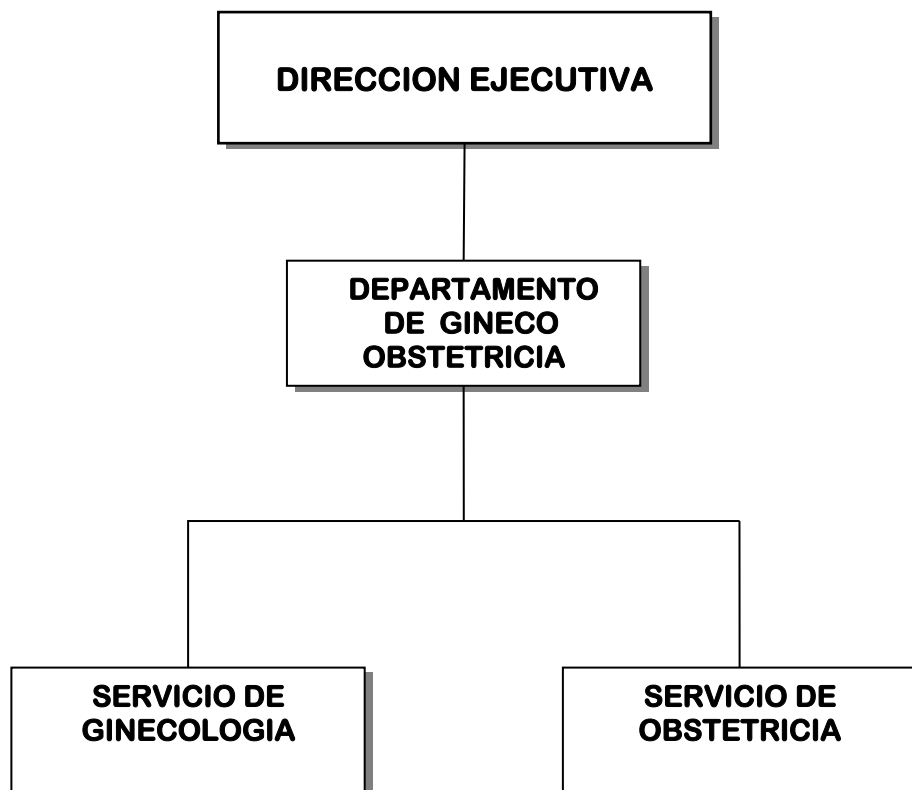 DIRECCION EJECUTIVA
DEPARTAMENTO
DE GINECO
OBSTETRICIA
SERVICIO DE
GINECOLOGIA
SERVICIO DE
OBSTETRICIA